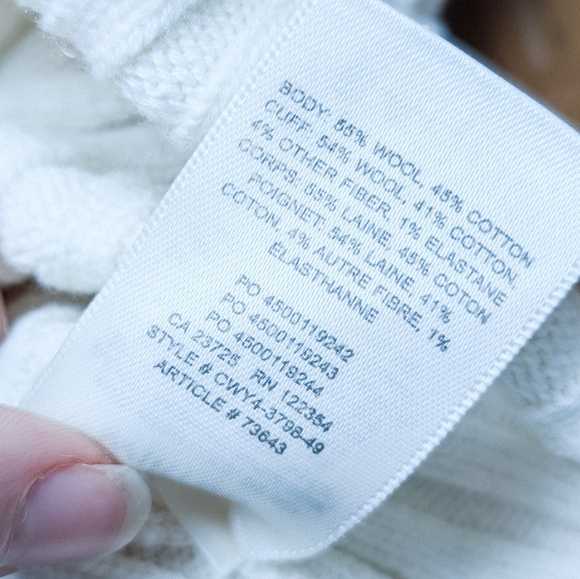 BODY: 55% WOOL, 45% COTTON
CUFF: 54% WOOL, 41% COTTON,
4% OTHER FIBER, 1% ELASTANE
CORPS: 55% LAINE, 45% COTON
POIGNET: 54% LAINE, 41%
COTON, 4% AUTRE FIBRE, 1%
ÉLASTHANNE
PO 4500119242
PO 4500119243
PO 4500119244
CA 23725 RN 122354
STYLE # CWY4-3798-49
ARTICLE # 73643